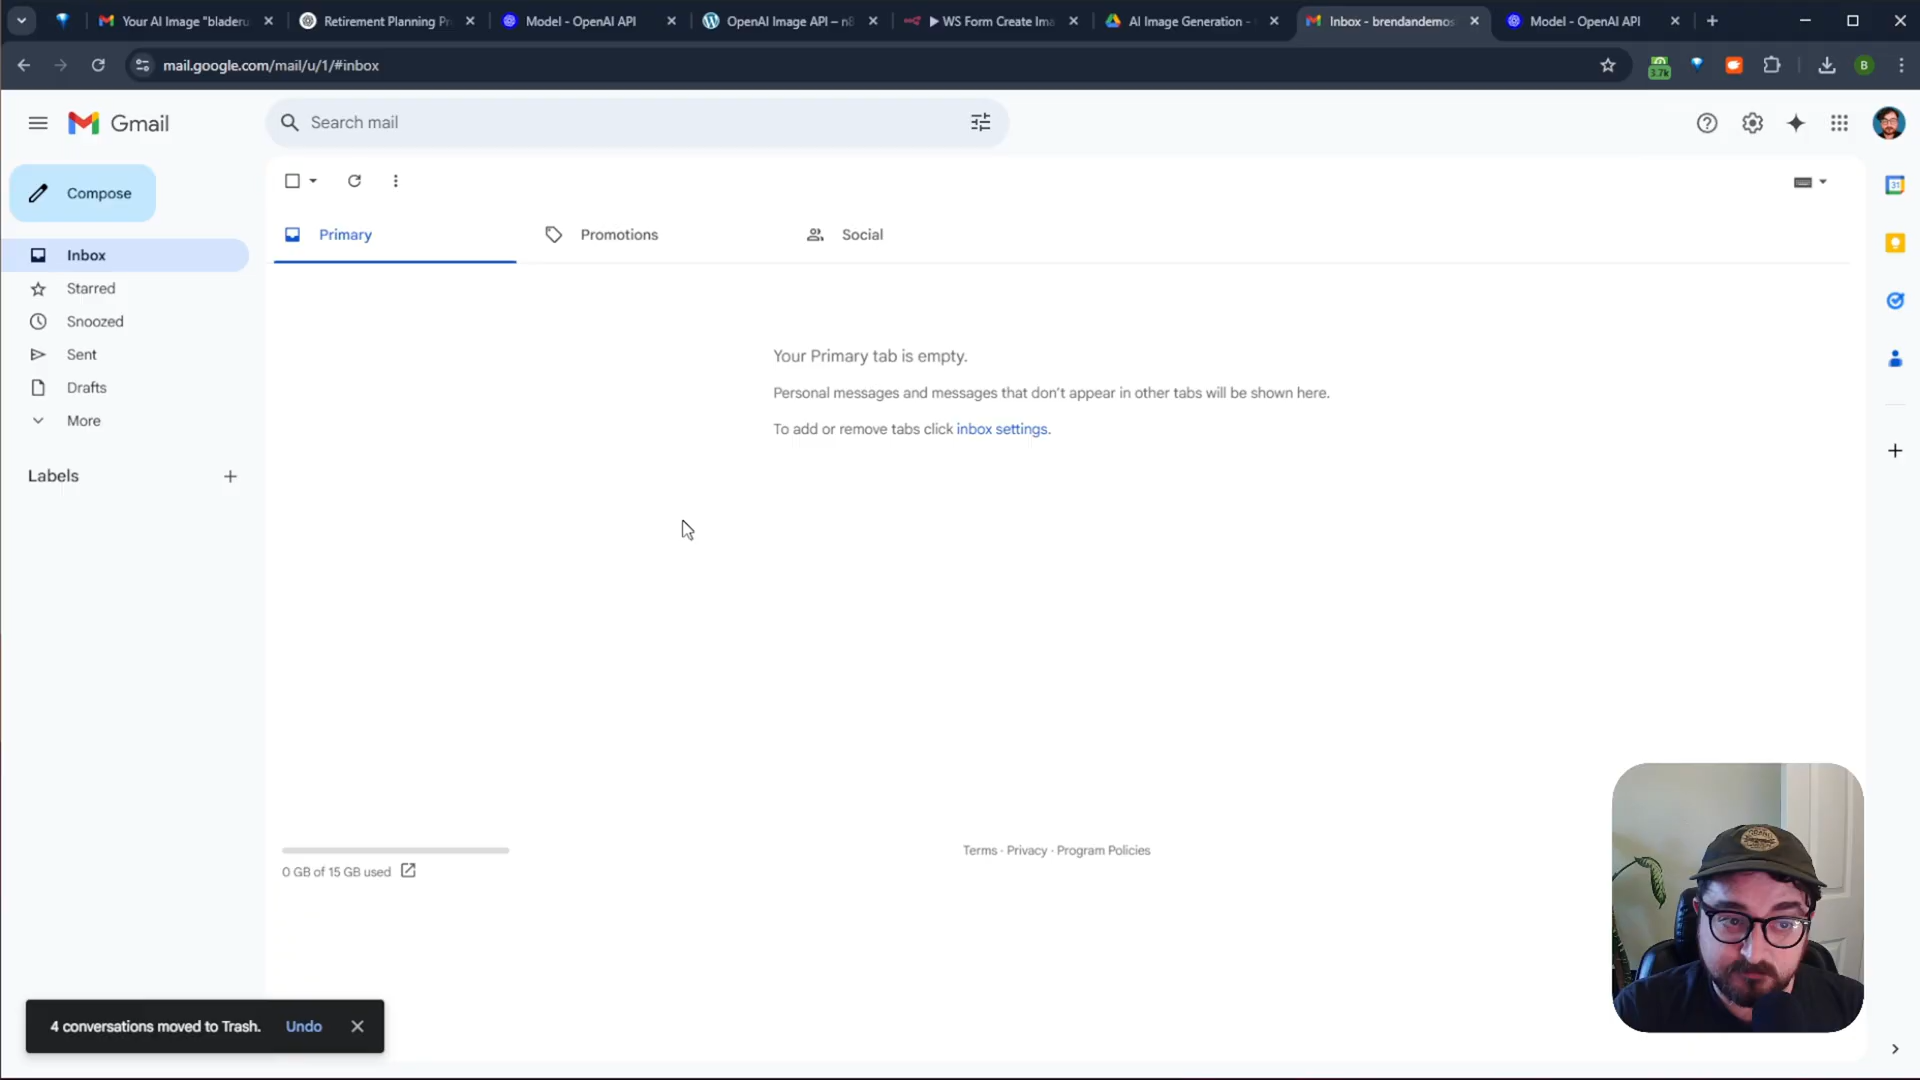 Your AI Image "bladeru
Retirement Planning Pr
Model - OpenAI API
OpenAI Image API – n8
▶ WS Form Create Ima
AI Image Generation -
Inbox - brendandemos
Model - OpenAI API
mail.google.com/mail/u/1/#inbox
3.7k
B
Gmail
Search mail
Compose
Primary
Promotions
Social
Inbox
Starred
Snoozed
Sent
Drafts
More
Labels
31
Your Primary tab is empty.
Personal messages and messages that don't appear in other tabs will be shown here.
To add or remove tabs click inbox settings.
Terms · Privacy · Program Policies
0 GB of 15 GB used
4 conversations moved to Trash. Undo